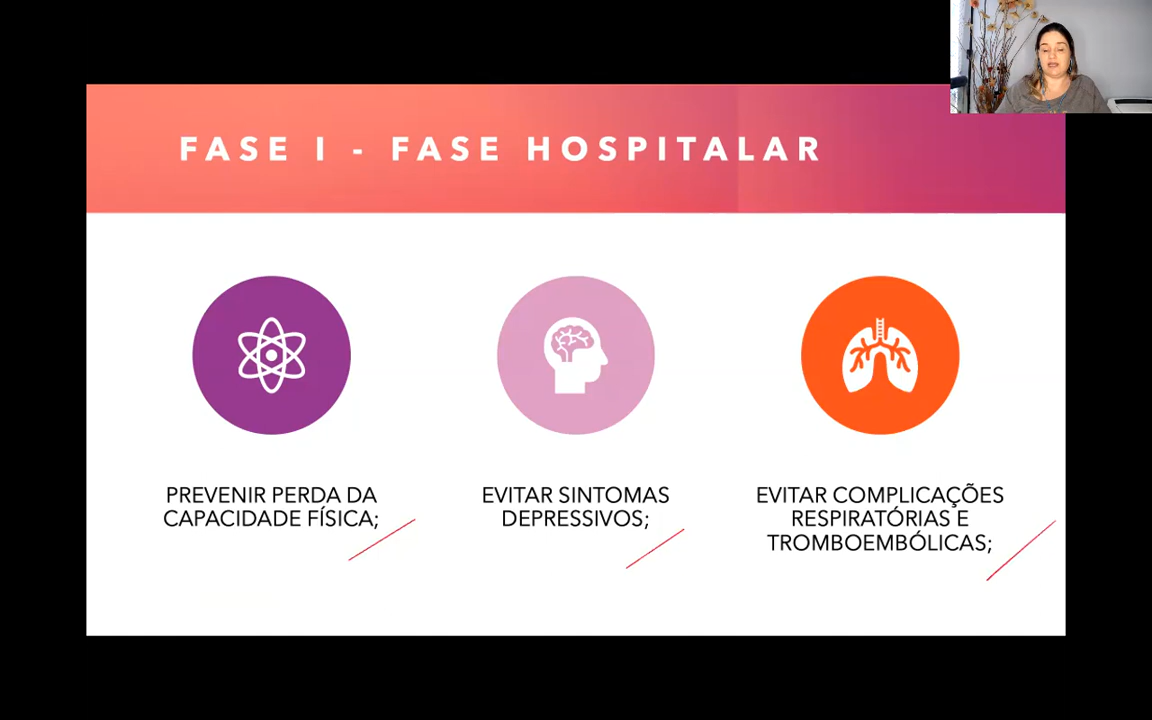 FASE I - FASE HOSPITALAR
PREVENIR PERDA DA
CAPACIDADE FÍSICA;
EVITAR SINTOMAS
DEPRESSIVOS;
EVITAR COMPLICAÇÕES
RESPIRATÓRIAS E
TROMBOEMBÓLICAS;